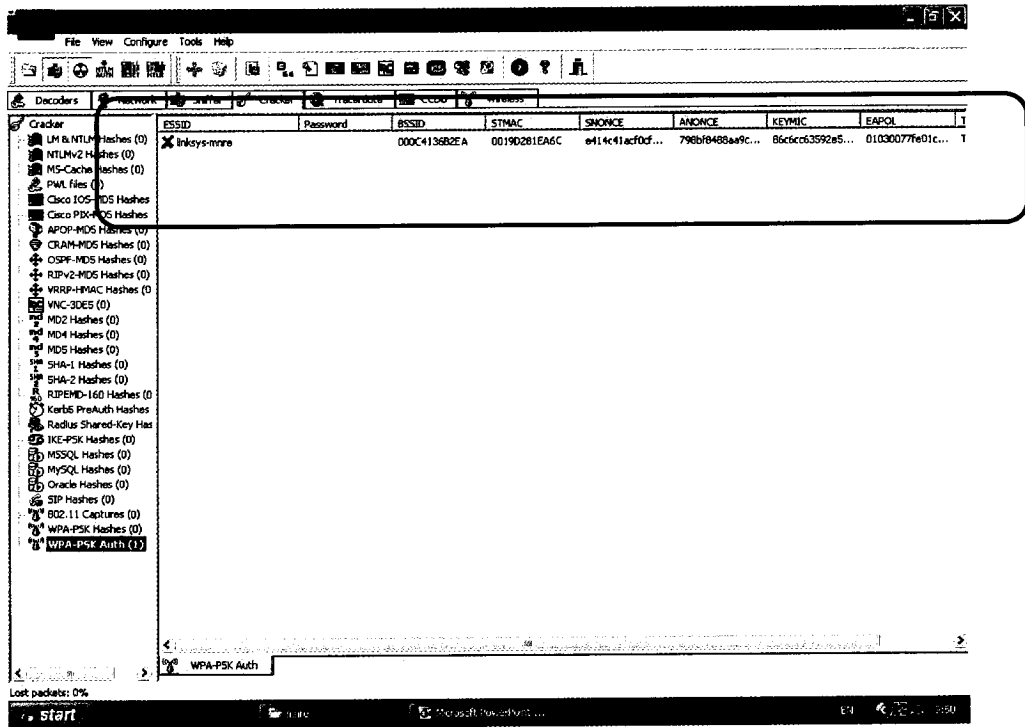 File View Configure Tools Help
Decoders Network Sniffer Cracker Traceroute CCDU Wireless
Cracker
LM & NTLM Hashes (0)
NTLMv2 Hashes (0)
MS-Cache Hashes (0)
PWL files (0)
Cisco IOS-MD5 Hashes
Cisco PIX-MD5 Hashes
APOP-MD5 Hashes (0)
CRAM-MD5 Hashes (0)
OSPF-MD5 Hashes (0)
RIPv2-MD5 Hashes (0)
VRRP-HMAC Hashes (0
VNC-3DES (0)
MD2 Hashes (0)
MD4 Hashes (0)
MD5 Hashes (0)
SHA-1 Hashes (0)
SHA-2 Hashes (0)
RIPEMD-160 Hashes (0
Kerb5 PreAuth Hashes
Radius Shared-Key Has
IKE-PSK Hashes (0)
MSSQL Hashes (0)
MySQL Hashes (0)
Oracle Hashes (0)
SIP Hashes (0)
802.11 Captures (0)
WPA-PSK Hashes (0)
WPA-PSK Auth (1)
ESSID Password BSSID STMAC SNONCE ANONCE KEYMIC EAPOL T
linksys-mnre 000C4136B2EA 0019D281EA6C e414c41acf0cf... 798bf8488aa9c... 86c6cc63592e5... 01030077fe01c... T
WPA-PSK Auth
Lost packets: 0%
start Microsoft PowerPoint ... EN